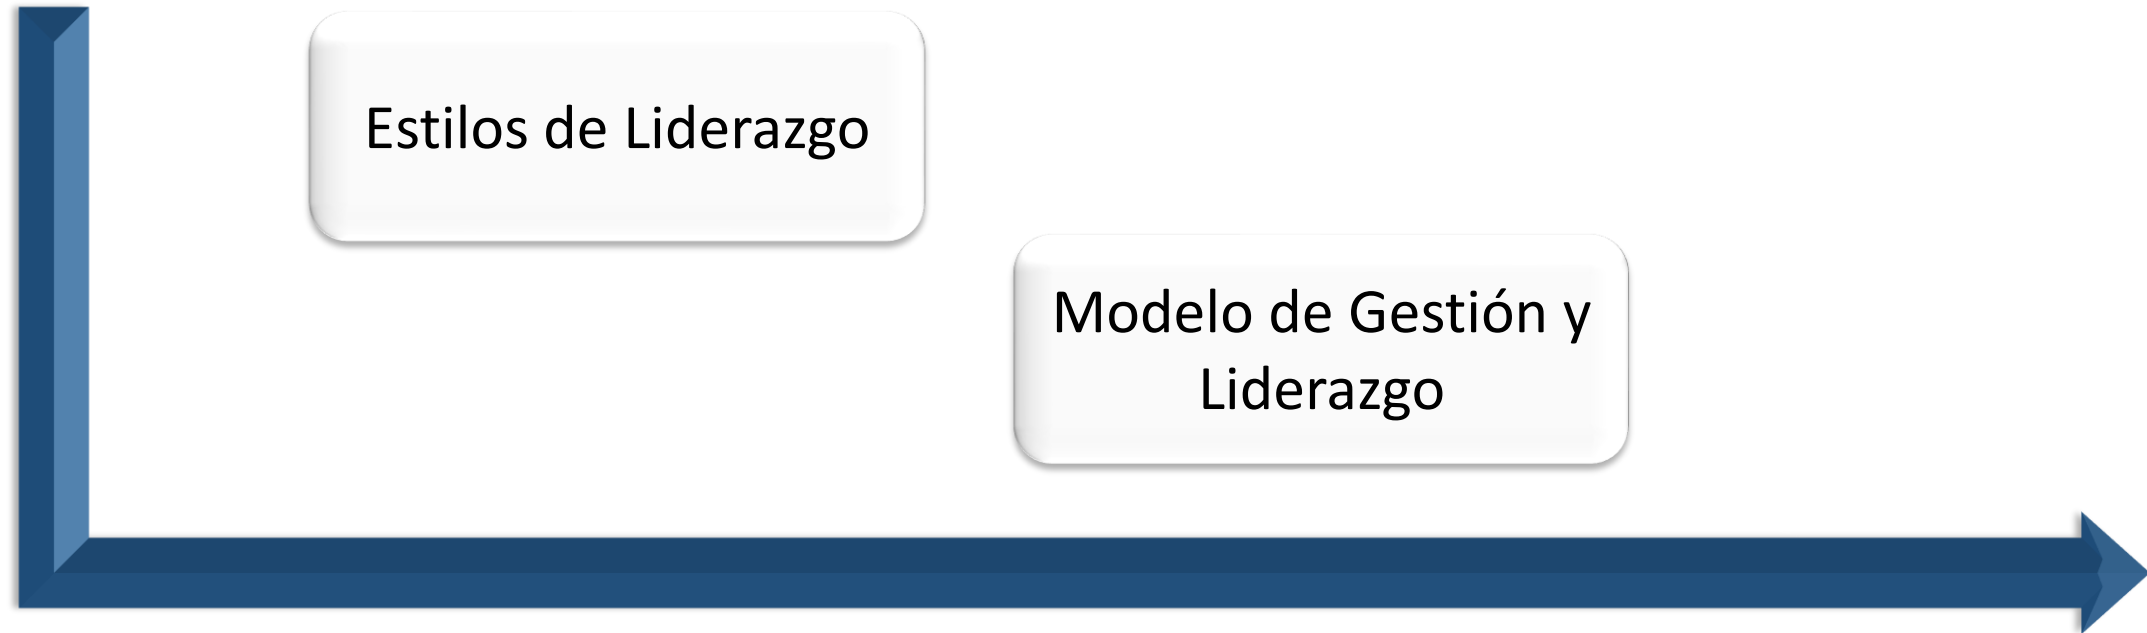 Estilos de Liderazgo
Modelo de Gestión y
Liderazgo